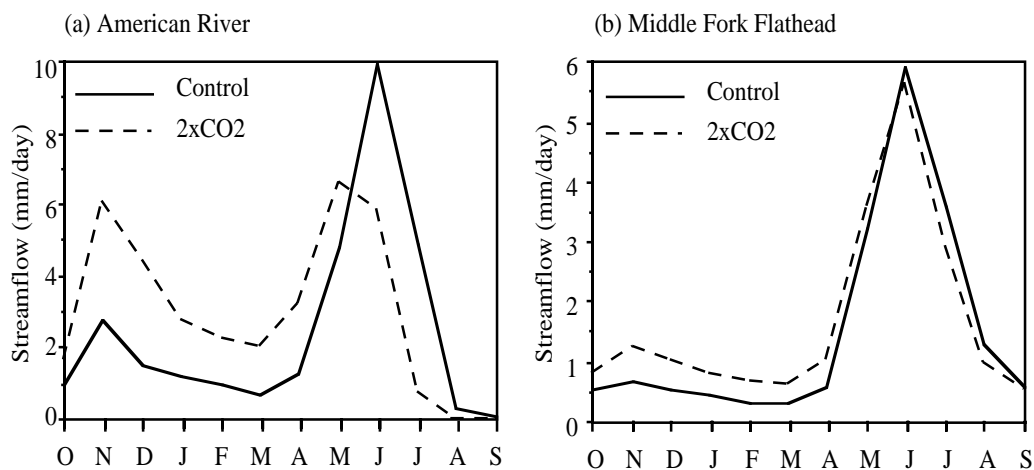 (a) American River
Control
2xCO2
Streamflow (mm/day)
10
8
6
4
2
0
O N D J F M A M J J A S
(b) Middle Fork Flathead
Control
2xCO2
Streamflow (mm/day)
6
5
4
3
2
1
0
O N D J F M A M J J A S